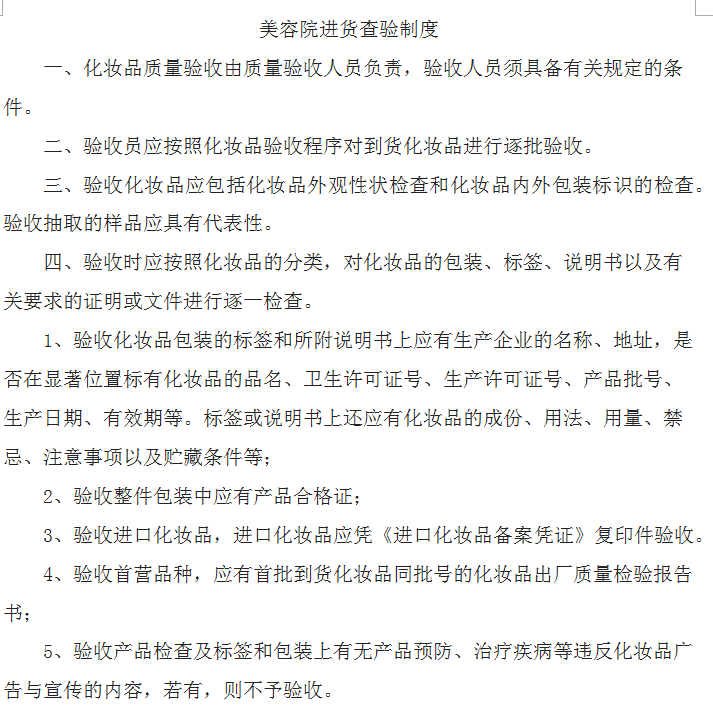 美容院进货查验制度
一、化妆品质量验收由质量验收人员负责，验收人员须具备有关规定的条
件。
二、验收员应按照化妆品验收程序对到货化妆品进行逐批验收。
三、验收化妆品应包括化妆品外观性状检查和化妆品内外包装标识的检查。
验收抽取的样品应具有代表性。
四、验收时应按照化妆品的分类，对化妆品的包装、标签、说明书以及有
关要求的证明或文件进行逐一检查。
1、验收化妆品包装的标签和所附说明书上应有生产企业的名称、地址，是
否在显著位置标有化妆品的品名、卫生许可证号、生产许可证号、产品批号、
生产日期、有效期等。标签或说明书上还应有化妆品的成份、用法、用量、禁
忌、注意事项以及贮藏条件等；
2、验收整件包装中应有产品合格证；
3、验收进口化妆品，进口化妆品应凭《进口化妆品备案凭证》复印件验收。
4、验收首营品种，应有首批到货化妆品同批号的化妆品出厂质量检验报告
书；
5、验收产品检查及标签和包装上有无产品预防、治疗疾病等违反化妆品广
告与宣传的内容，若有，则不予验收。